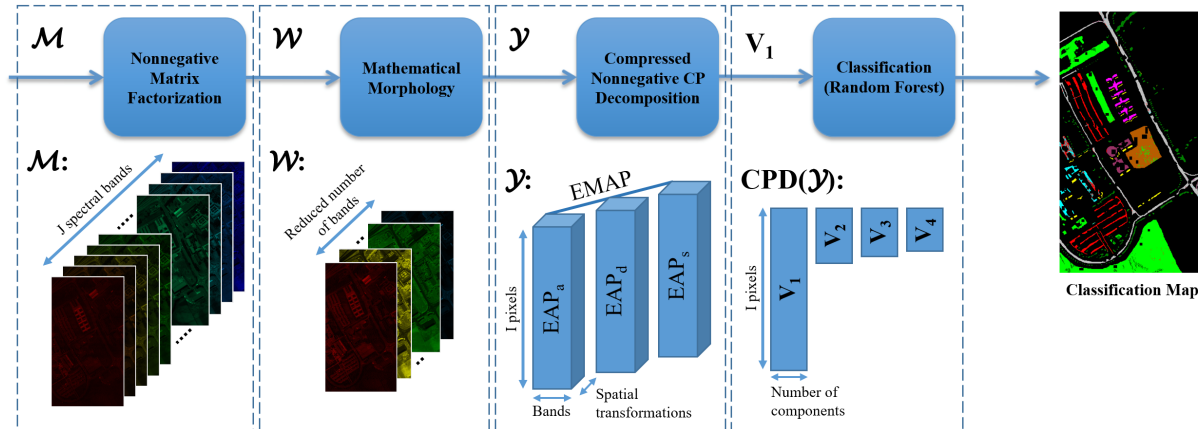 𝓜
Nonnegative
Matrix
Factorization
𝓦
Mathematical
Morphology
𝓨
Compressed
Nonnegative CP
Decomposition
V₁
Classification
(Random Forest)
𝓜:
J spectral bands
....
....
𝓦:
Reduced number
of bands
...
...
𝓨:
EMAP
I pixels
EAPₐ
EAP_d
EAPₛ
Bands
Spatial
transformations
CPD(𝓨):
I pixels
V₁
V₂
V₃
V₄
Number of
components
Classification Map